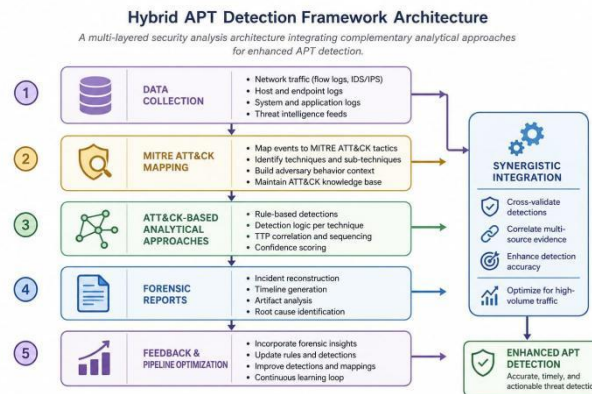 Hybrid APT Detection Framework Architecture
A multi-layered security analysis architecture integrating complementary analytical approaches
for enhanced APT detection.
1
DATA
COLLECTION
• Network traffic (flow logs, IDS/IPS)
• Host and endpoint logs
• System and application logs
• Threat intelligence feeds
2
MITRE ATT&CK
MAPPING
• Map events to MITRE ATT&CK tactics
• Identify techniques and sub-techniques
• Build adversary behavior context
• Maintain ATT&CK knowledge base
3
ATT&CK-BASED
ANALYTICAL
APPROACHES
• Rule-based detections
• Detection logic per technique
• TTP correlation and sequencing
• Confidence scoring
4
FORENSIC
REPORTS
• Incident reconstruction
• Timeline generation
• Artifact analysis
• Root cause identification
5
FEEDBACK &
PIPELINE OPTIMIZATION
• Incorporate forensic insights
• Update rules and detections
• Improve detections and mappings
• Continuous learning loop
SYNERGISTIC
INTEGRATION
Cross-validate
detections
Correlate multi-
source evidence
Enhance detection
accuracy
Optimize for high-
volume traffic
ENHANCED APT
DETECTION
Accurate, timely, and
actionable threat detectio